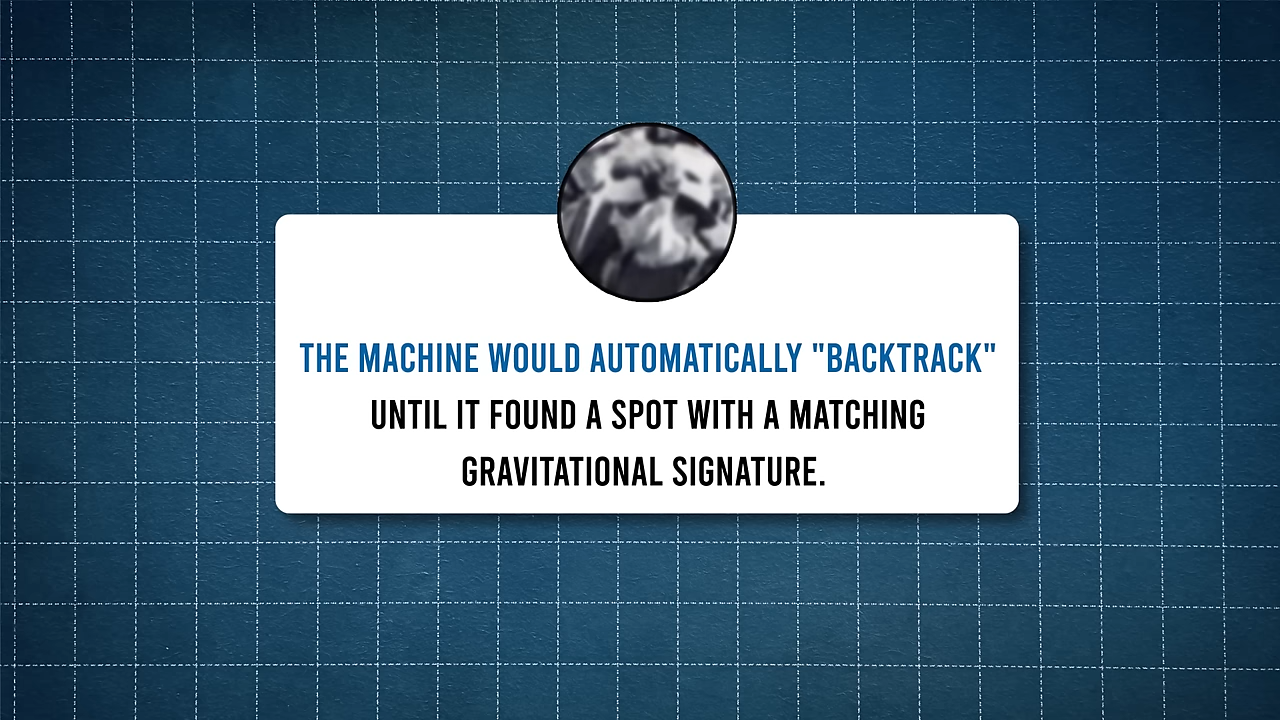 THE MACHINE WOULD AUTOMATICALLY "BACKTRACK"
UNTIL IT FOUND A SPOT WITH A MATCHING
GRAVITATIONAL SIGNATURE.